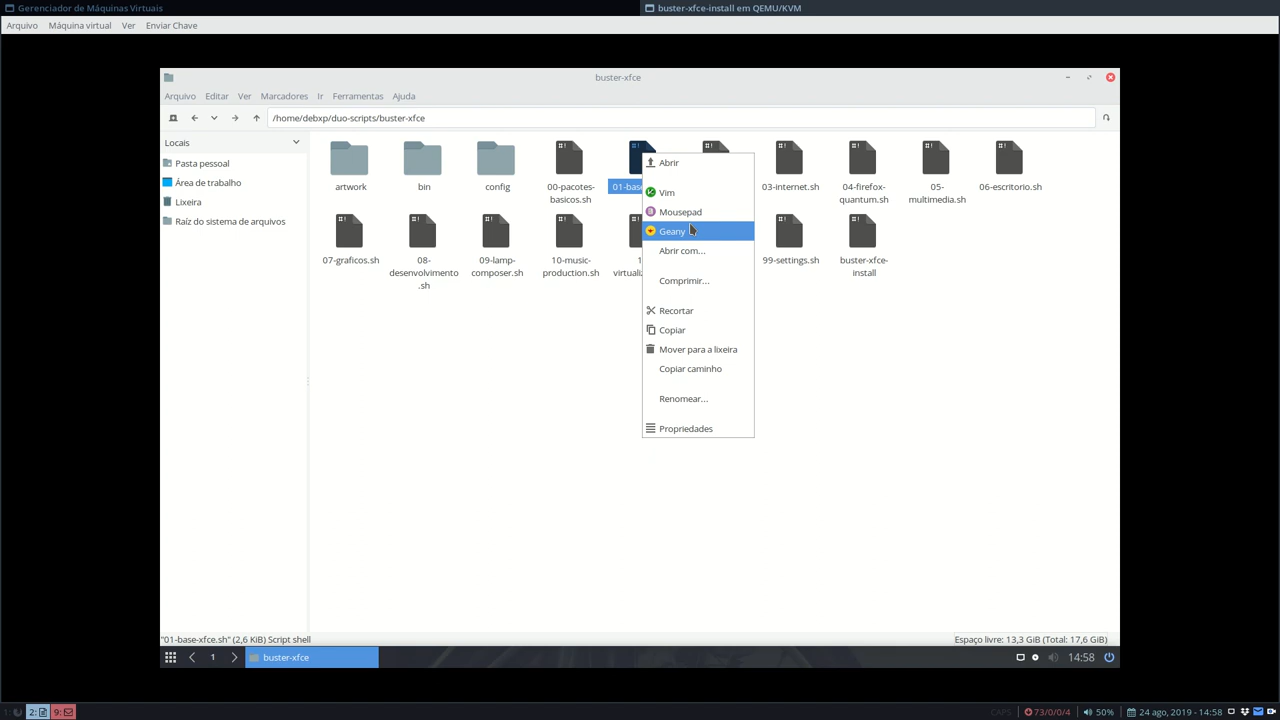 Gerenciador de Máquinas Virtuais
buster-xfce-install em QEMU/KVM
Arquivo Máquina virtual Ver Enviar Chave
buster-xfce
Arquivo Editar Ver Marcadores Ir Ferramentas Ajuda
/home/debxp/duo-scripts/buster-xfce
Locais
Pasta pessoal
Área de trabalho
Lixeira
Raíz do sistema de arquivos
artwork
bin
config
00-pacotes-
basicos.sh
01-base
03-internet.sh
04-firefox-
quantum.sh
05-
multimedia.sh
06-escritorio.sh
07-graficos.sh
08-
desenvolvimento
.sh
09-lamp-
composer.sh
10-music-
production.sh
1
virtualiz
99-settings.sh
buster-xfce-
install
Abrir
Vim
Mousepad
Geany
Abrir com...
Comprimir...
Recortar
Copiar
Mover para a lixeira
Copiar caminho
Renomear...
Propriedades
"01-base-xfce.sh" (2,6 KiB) Script shell
Espaço livre: 13,3 GiB (Total: 17,6 GiB)
1
buster-xfce
14:58
1:
2:
9:
CAPS
73/0/0/4
50%
24 ago, 2019 - 14:58